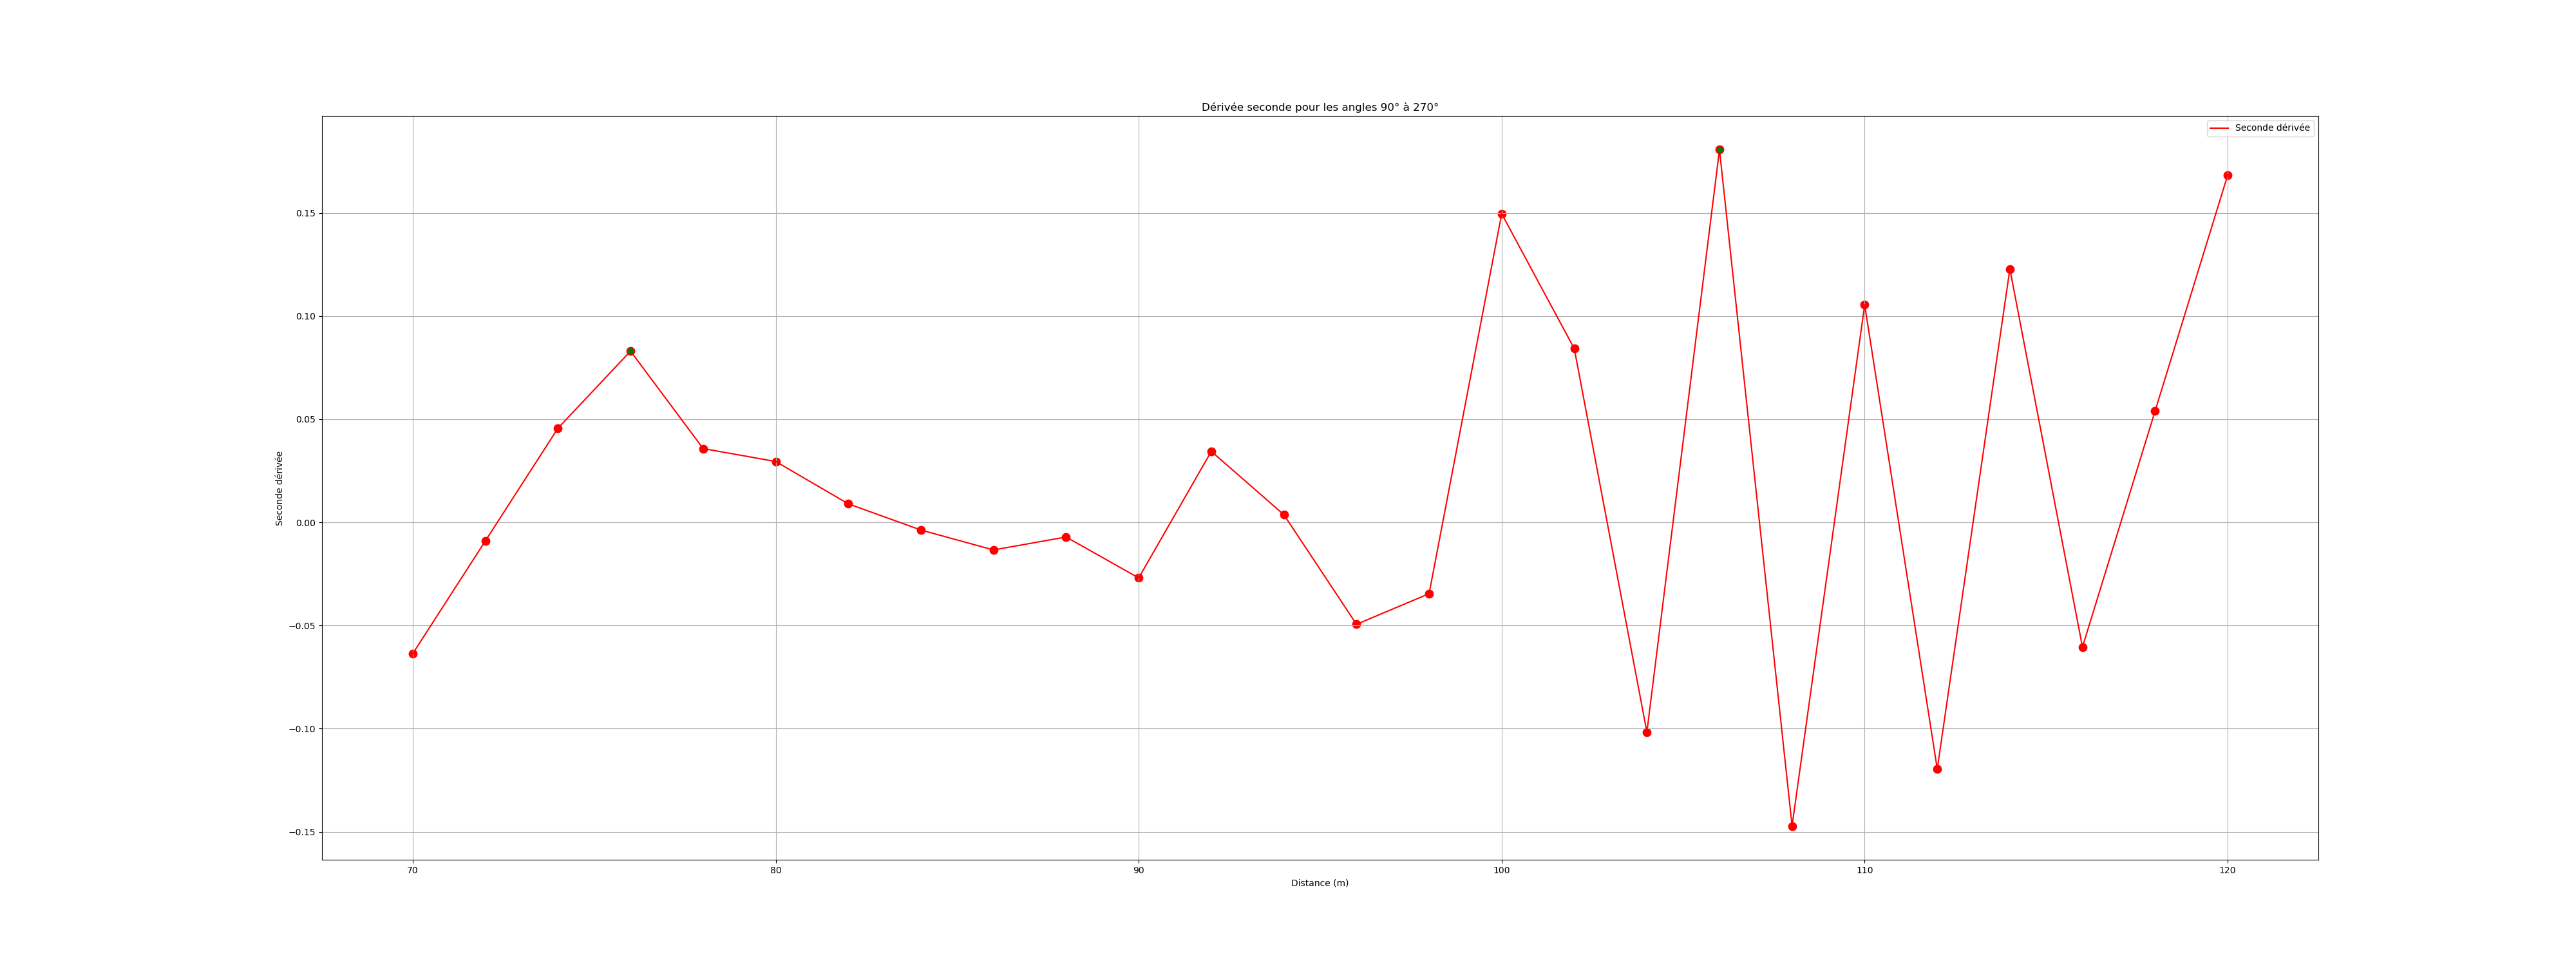 Dérivée seconde pour les angles 90° à 270°
Seconde dérivée
0.15
0.10
0.05
0.00
−0.05
−0.10
−0.15
Seconde dérivée
70 80 90 100 110 120
Distance (m)